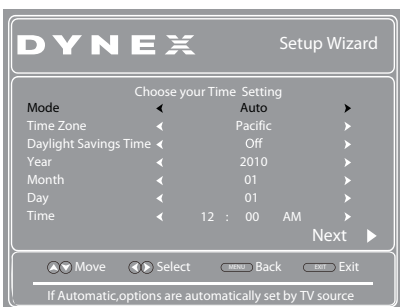 DYNEX Setup Wizard
Choose your Time Setting
Mode Auto
Time Zone Pacific
Daylight Savings Time Off
Year 2010
Month 01
Day 01
Time 12 : 00 AM
Next
Move Select MENU Back EXIT Exit
If Automatic,options are automatically set by TV source